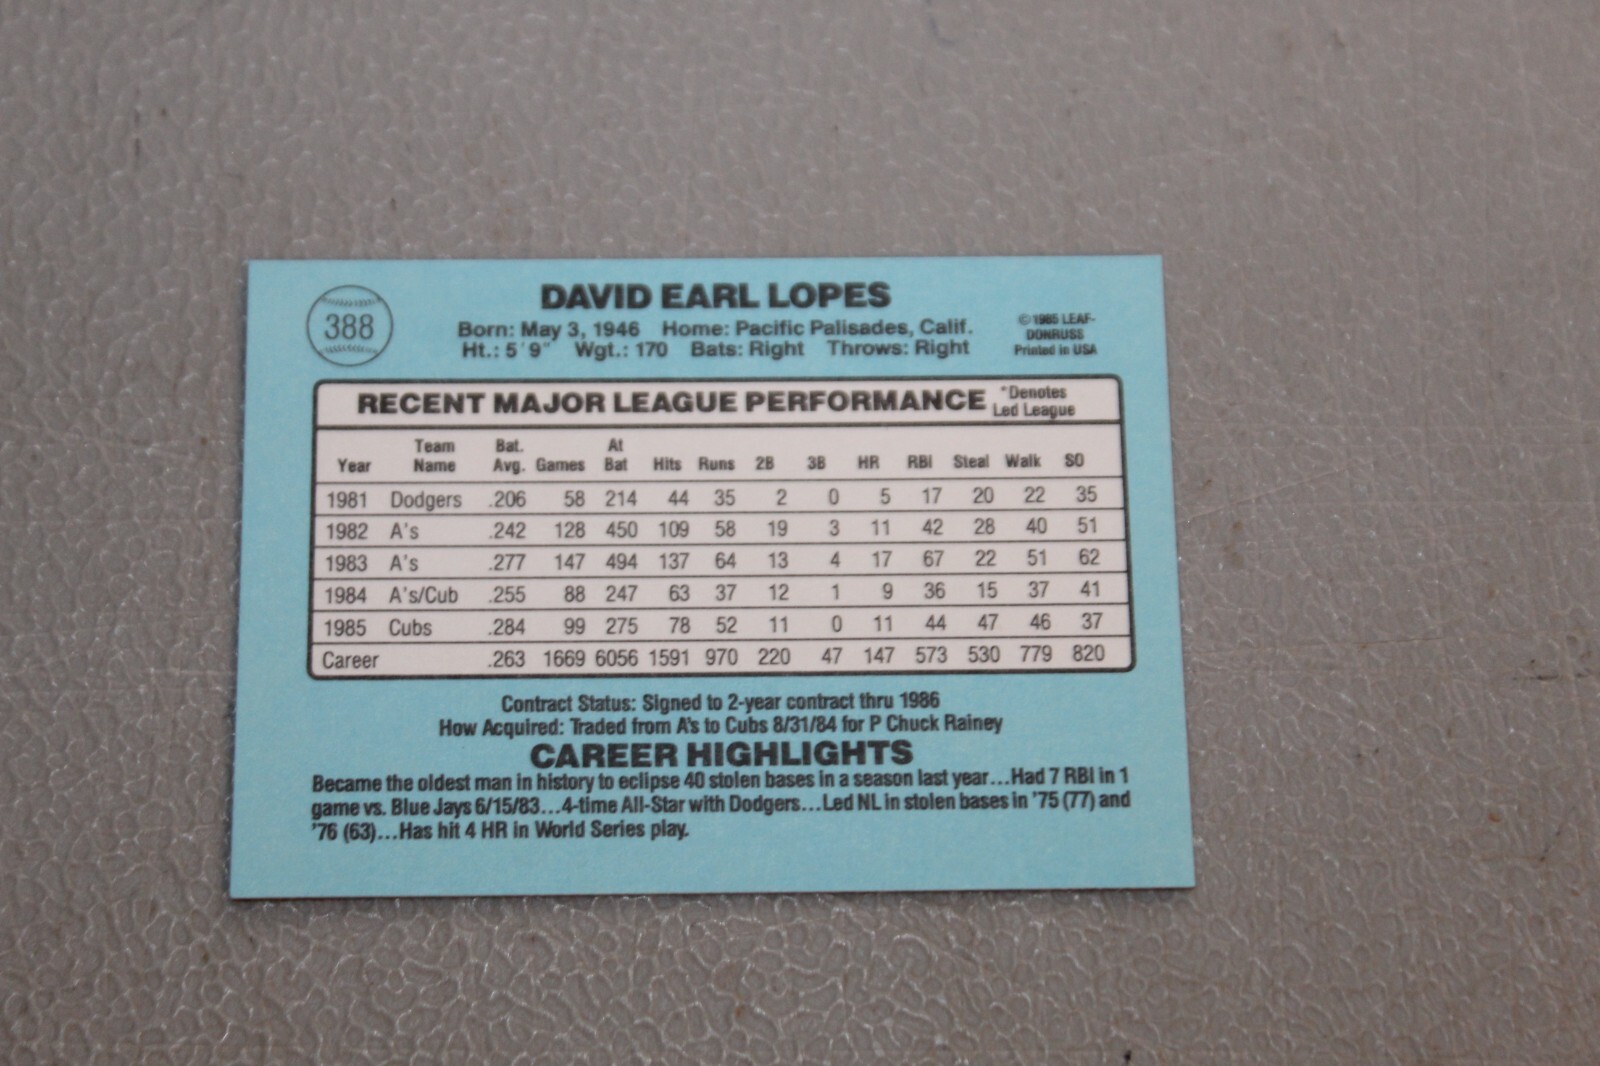 388
DAVID EARL LOPES
Born: May 3, 1946 Home: Pacific Palisades, Calif.
Ht.: 5'9" Wgt.: 170 Bats: Right Throws: Right
©1985 LEAF-
DONRUSS
Printed in USA
RECENT MAJOR LEAGUE PERFORMANCE *Denotes
Led League
Year Team Name Bat. Avg. Games At Bat Hits Runs 2B 3B HR RBI Steal Walk SO
1981 Dodgers .206 58 214 44 35 2 0 5 17 20 22 35
1982 A's .242 128 450 109 58 19 3 11 42 28 40 51
1983 A's .277 147 494 137 64 13 4 17 67 22 51 62
1984 A's/Cub .255 88 247 63 37 12 1 9 36 15 37 41
1985 Cubs .284 99 275 78 52 11 0 11 44 47 46 37
Career .263 1669 6056 1591 970 220 47 147 573 530 779 820
Contract Status: Signed to 2-year contract thru 1986
How Acquired: Traded from A's to Cubs 8/31/84 for P Chuck Rainey
CAREER HIGHLIGHTS
Became the oldest man in history to eclipse 40 stolen bases in a season last year...Had 7 RBI in 1
game vs. Blue Jays 6/15/83...4-time All-Star with Dodgers...Led NL in stolen bases in '75 (77) and
'76 (63)...Has hit 4 HR in World Series play.